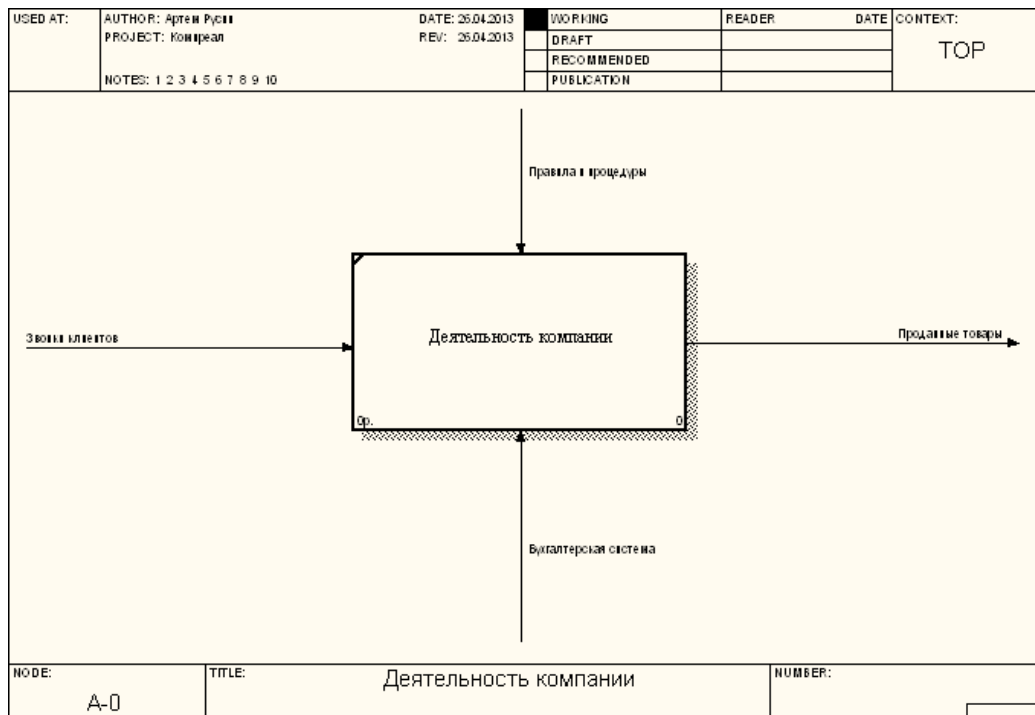 USED AT:
AUTHOR: Артем Русин
DATE: 26.04.2013
PROJECT: Компреал
REV: 26.04.2013
NOTES: 1 2 3 4 5 6 7 8 9 10
WORKING
DRAFT
RECOMMENDED
PUBLICATION
READER DATE
CONTEXT:
TOP
Правила и процедуры
Звонки клиентов
Деятельность компании
Проданные товары
0р. 0
Бухгалтерская система
NODE:
A-0
TITLE:
Деятельность компании
NUMBER: